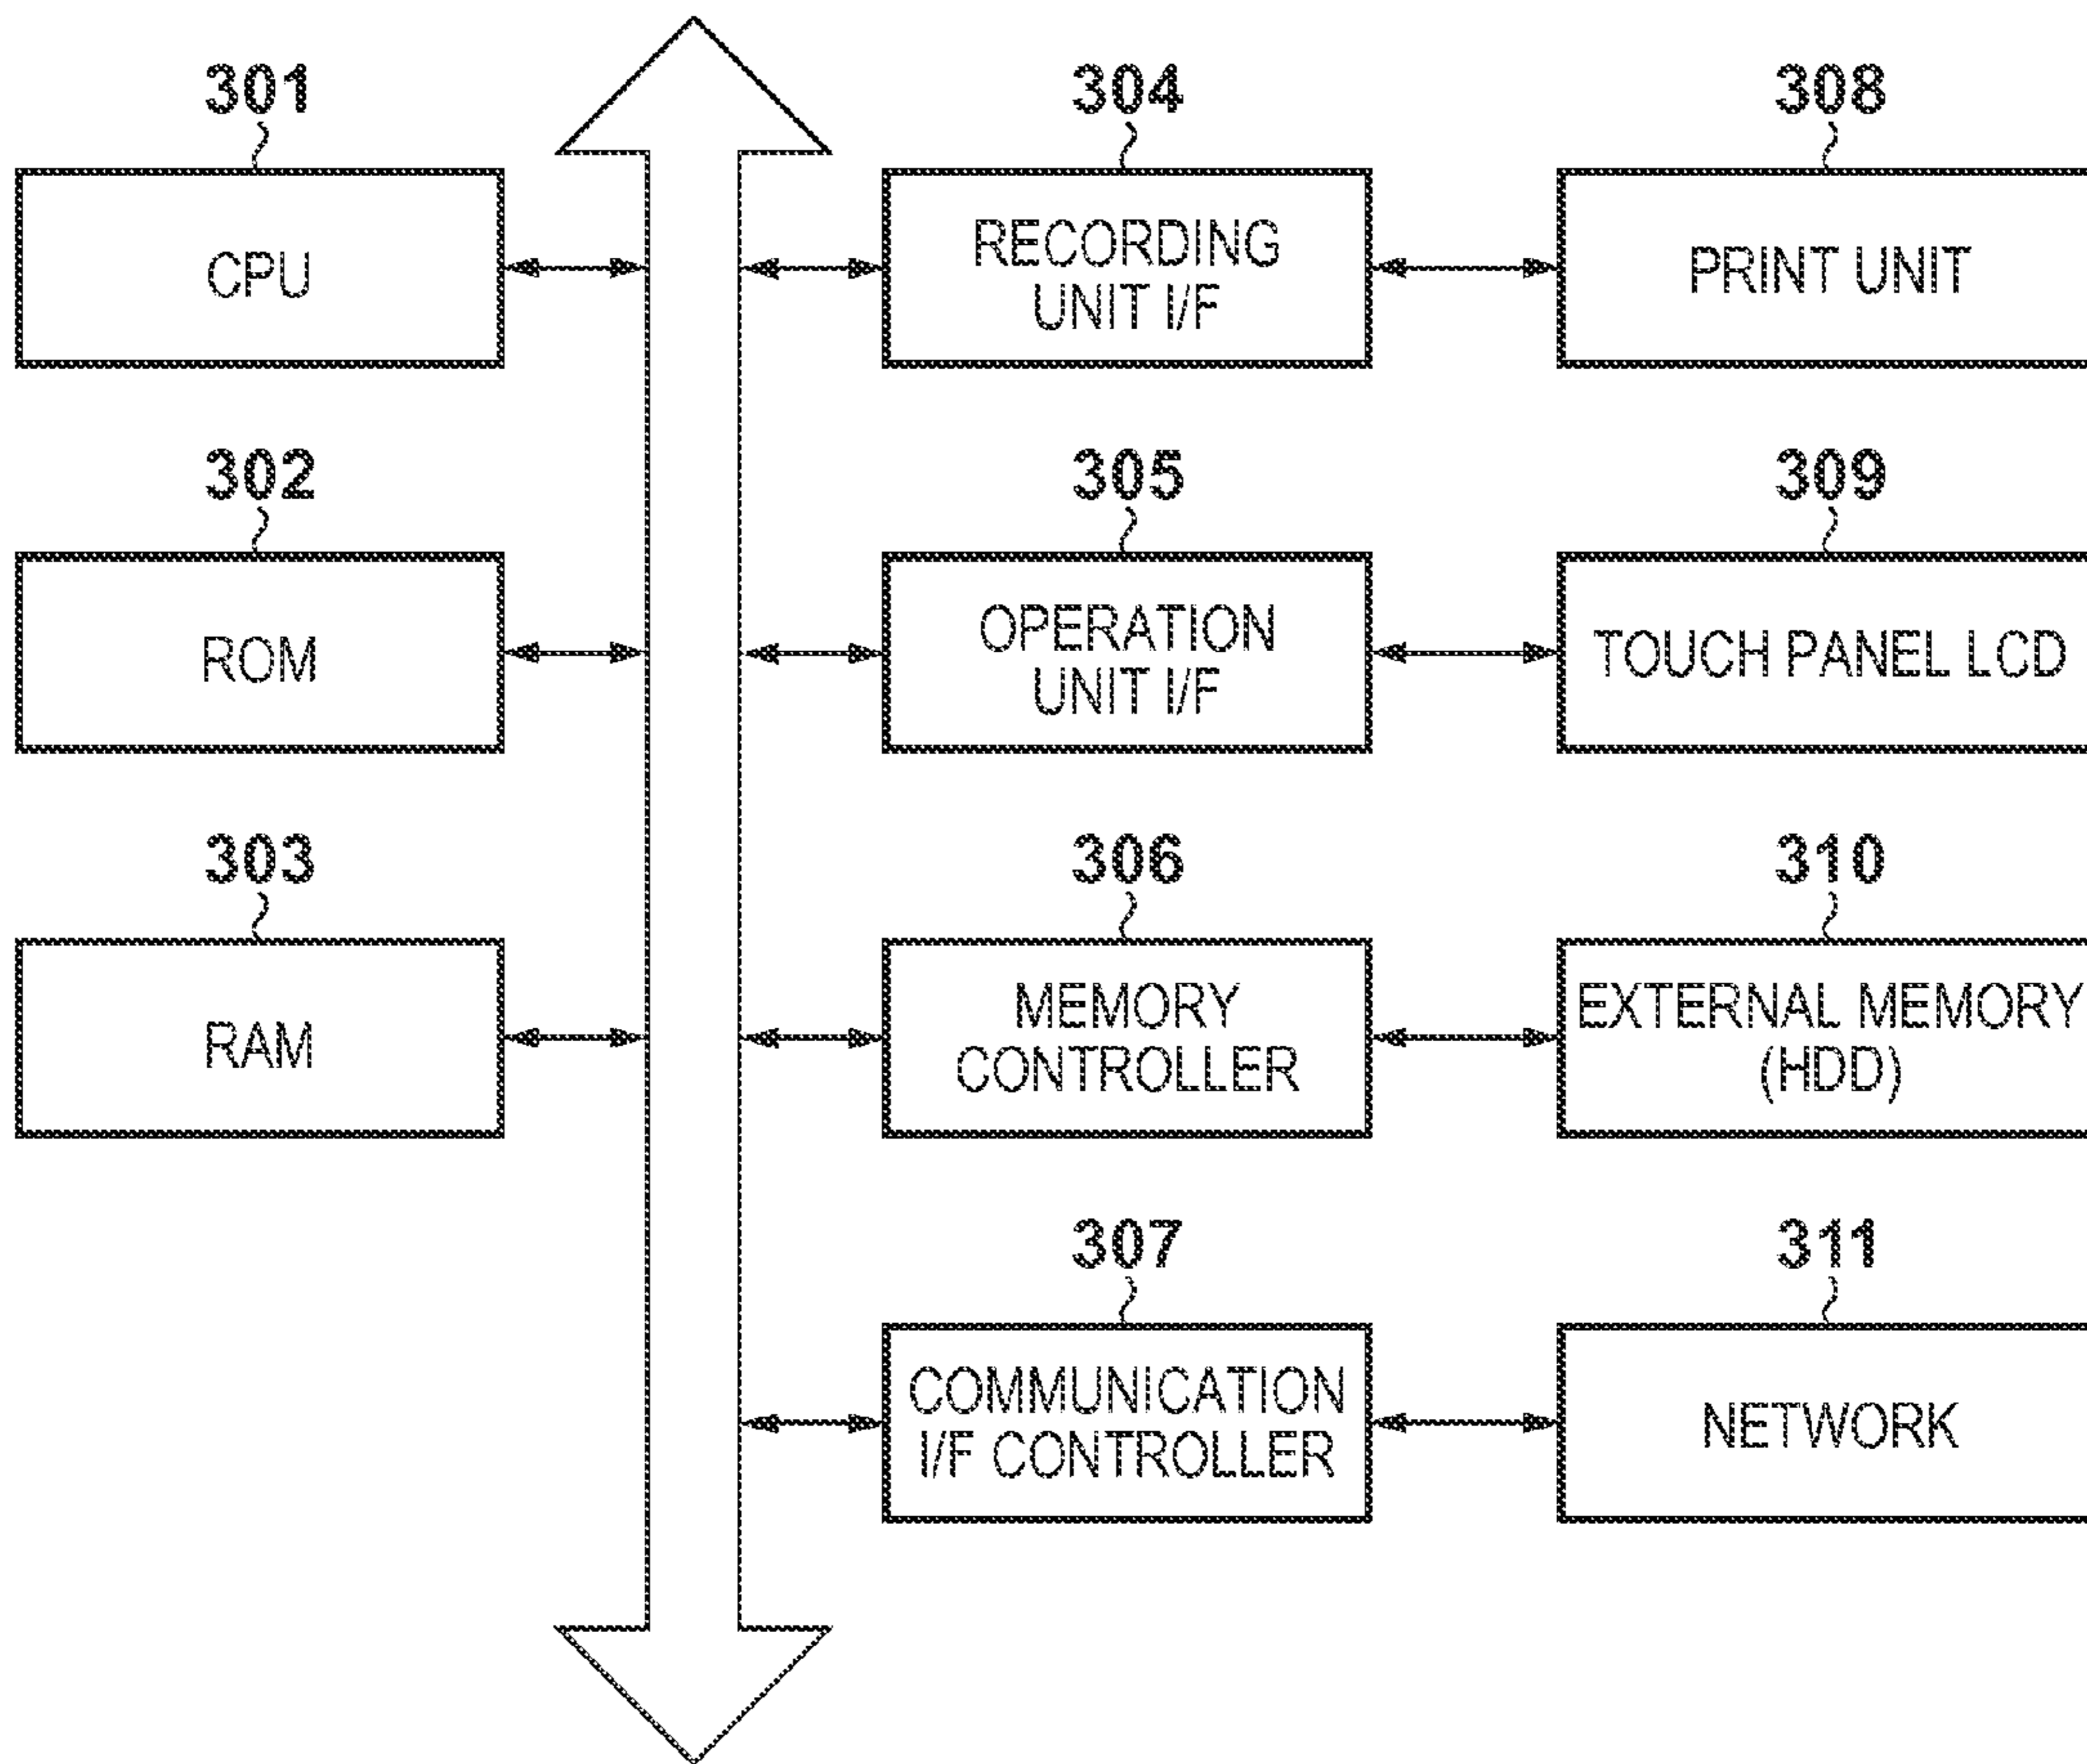 301
304
308
CPU
RECORDING
UNIT I/F
PRINT UNIT
302
305
309
ROM
OPERATION
UNIT I/F
TOUCH PANEL LCD
303
306
310
RAM
MEMORY
CONTROLLER
EXTERNAL MEMORY
(HDD)
307
311
COMMUNICATION
I/F CONTROLLER
NETWORK